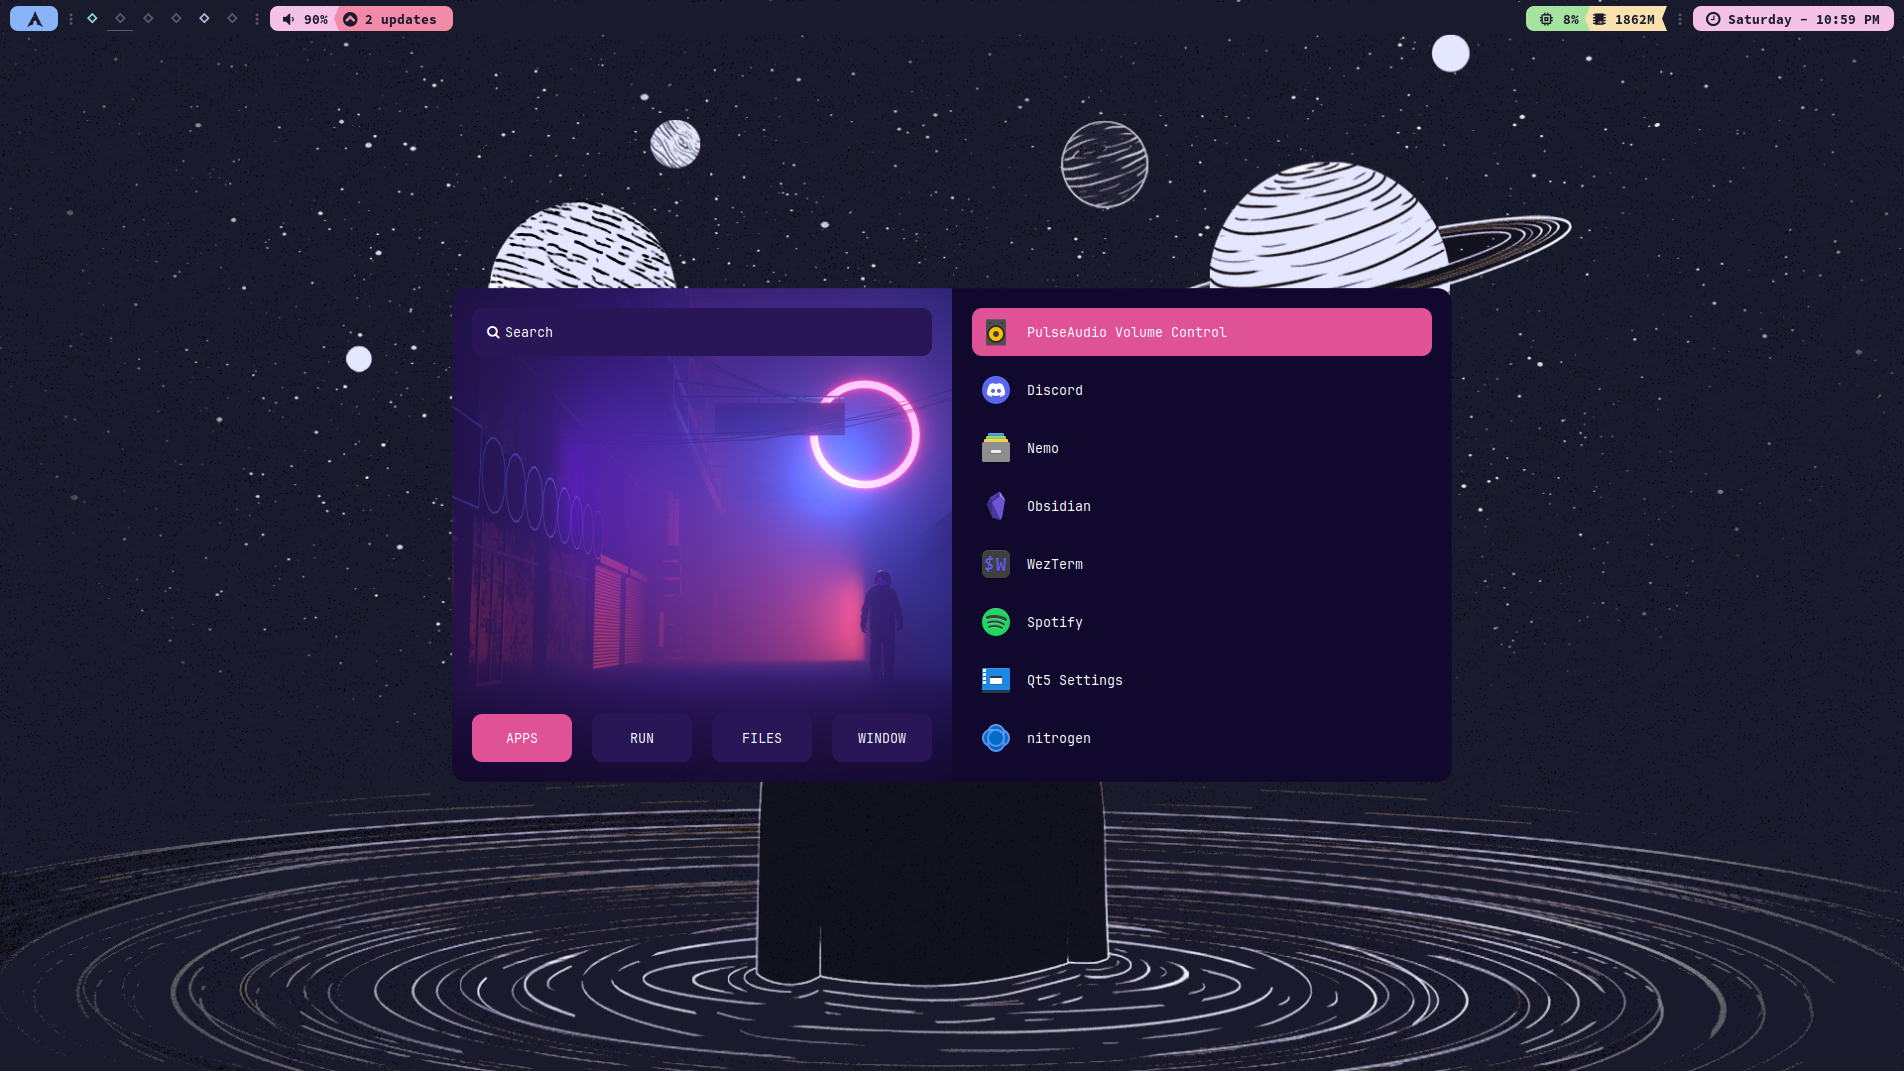 90% 2 updates 8% 1862M Saturday - 10:59 PM
Search
APPS RUN FILES WINDOW
PulseAudio Volume Control
Discord
Nemo
Obsidian
$W WezTerm
Spotify
Qt5 Settings
nitrogen